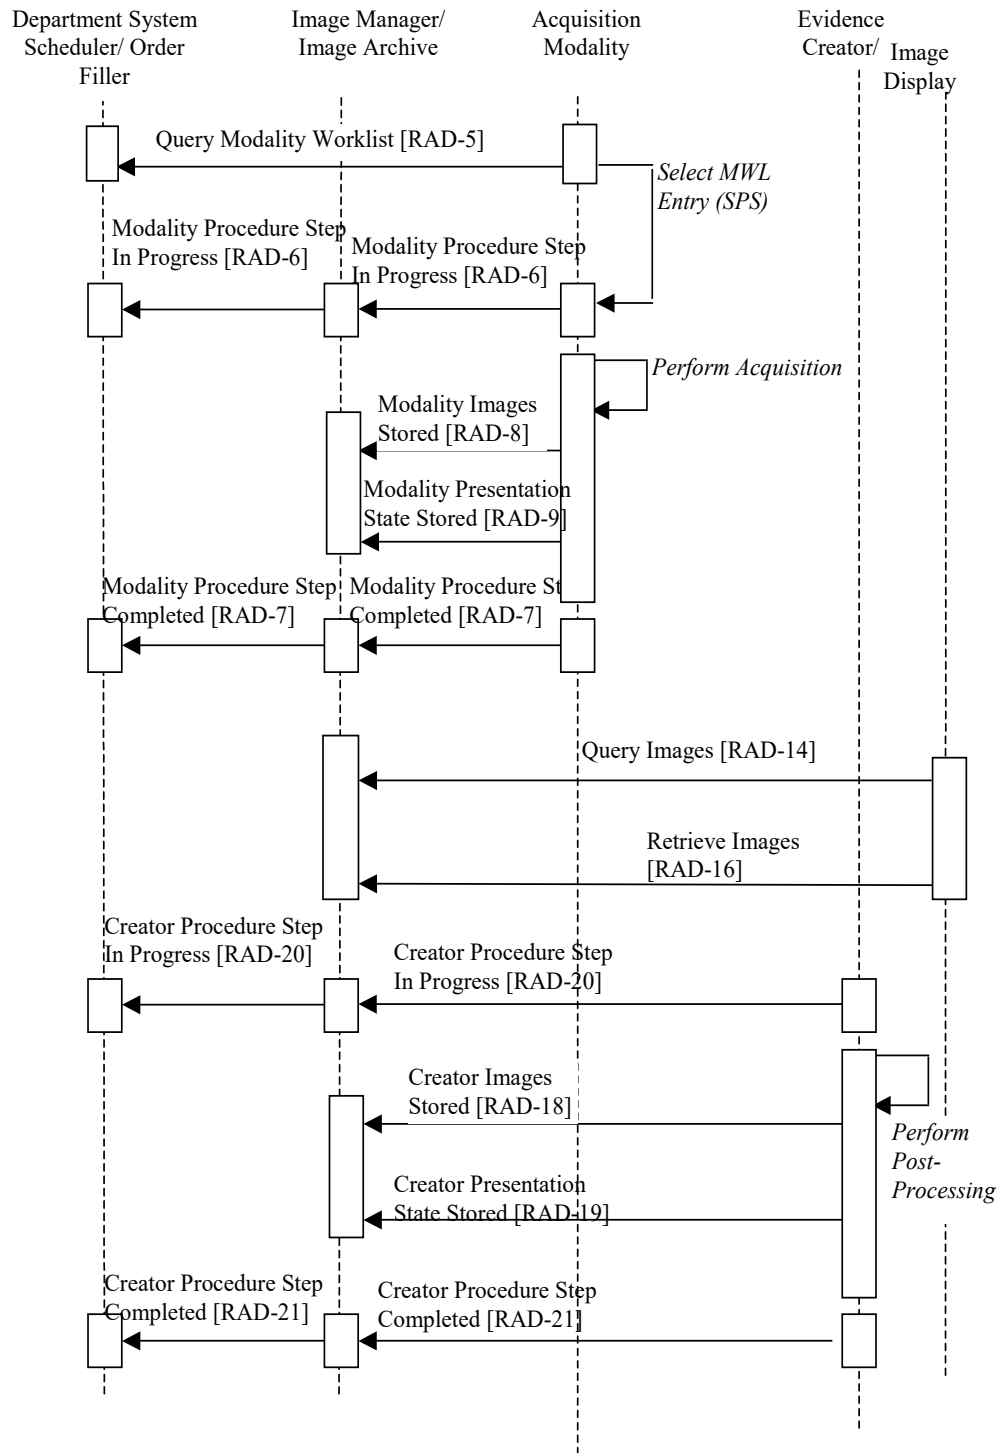 Department System
Scheduler/ Order
Filler
Image Manager/
Image Archive
Acquisition
Modality
Evidence
Creator/
Image
Display
Query Modality Worklist [RAD-5]
Select MWL
Entry (SPS)
Modality Procedure Step
In Progress [RAD-6]
Modality Procedure Step
In Progress [RAD-6]
Perform Acquisition
Modality Images
Stored [RAD-8]
Modality Presentation
State Stored [RAD-9]
Modality Procedure Step
Completed [RAD-7]
Modality Procedure St
Completed [RAD-7]
Query Images [RAD-14]
Retrieve Images
[RAD-16]
Creator Procedure Step
In Progress [RAD-20]
Creator Procedure Step
In Progress [RAD-20]
Creator Images
Stored [RAD-18]
Perform
Post-
Processing
Creator Presentation
State Stored [RAD-19]
Creator Procedure Step
Completed [RAD-21]
Creator Procedure Step
Completed [RAD-21]